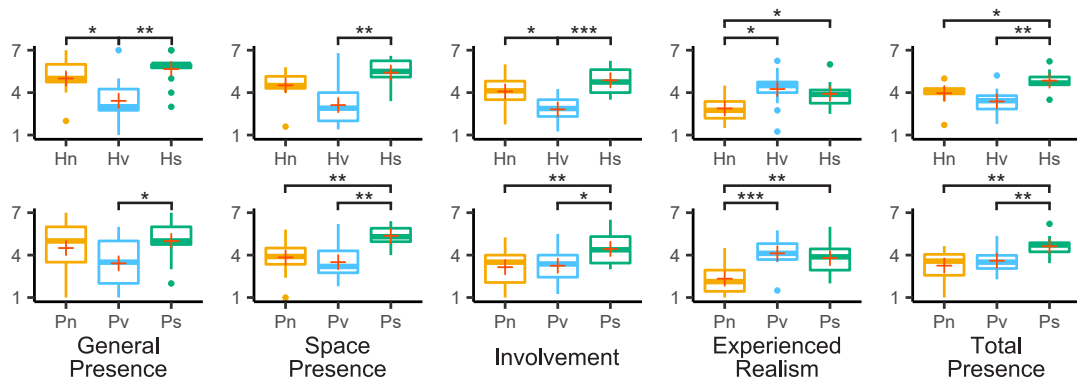 * ** ** * *** * * * **
7 7 7 7 7
4 4 4 4 4
1 1 1 1 1
Hn Hv Hs Hn Hv Hs Hn Hv Hs Hn Hv Hs Hn Hv Hs
* ** ** ** * ** *** ** **
7 7 7 7 7
4 4 4 4 4
1 1 1 1 1
Pn Pv Ps Pn Pv Ps Pn Pv Ps Pn Pv Ps Pn Pv Ps
General
Presence
Space
Presence
Involvement
Experienced
Realism
Total
Presence